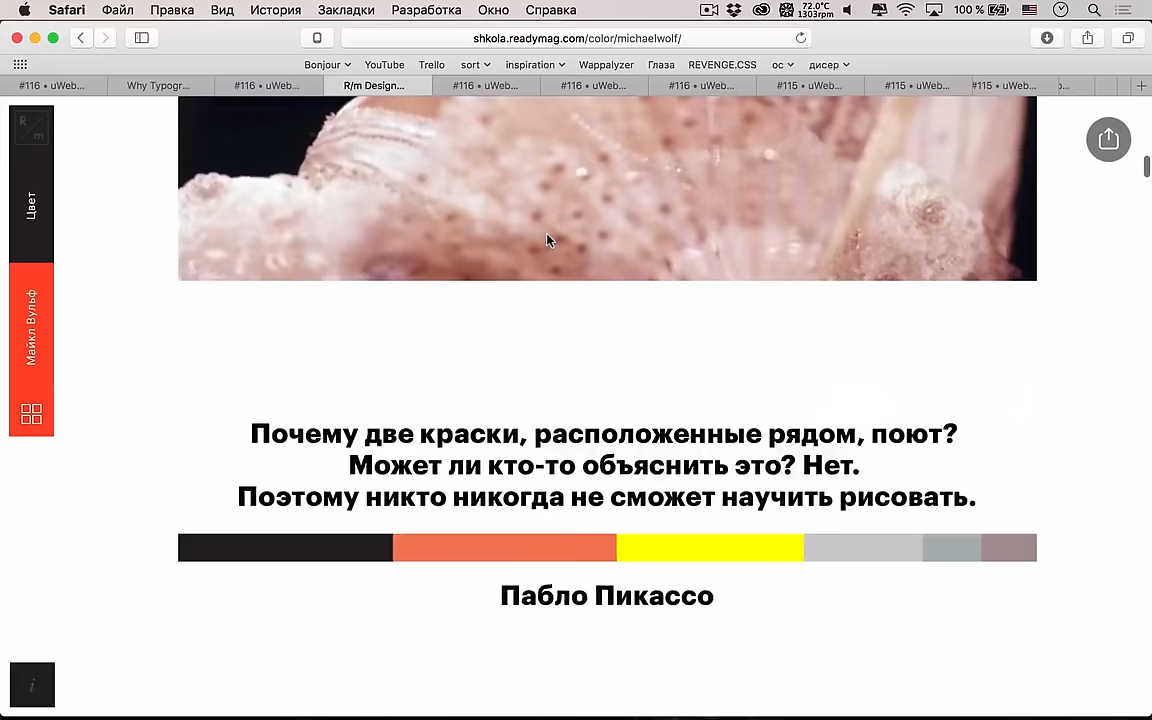 Safari Файл Правка Вид История Закладки Разработка Окно Справка 72.0°C 1303rpm 100 %
shkola.readymag.com/color/michaelwolf/
Bonjour YouTube Trello sort inspiration Wappalyzer Глаза REVENGE.CSS ос дисер
#116 • uWeb... Why Typogr... #116 • uWeb... R/m Design... #116 • uWeb... #116 • uWeb... #116 • uWeb... #115 • uWeb... #115 • uWeb... #115 • uWeb...
R/m
Цвет
Майкл Вульф
Почему две краски, расположенные рядом, поют?
Может ли кто-то объяснить это? Нет.
Поэтому никто никогда не сможет научить рисовать.
Пабло Пикассо
i